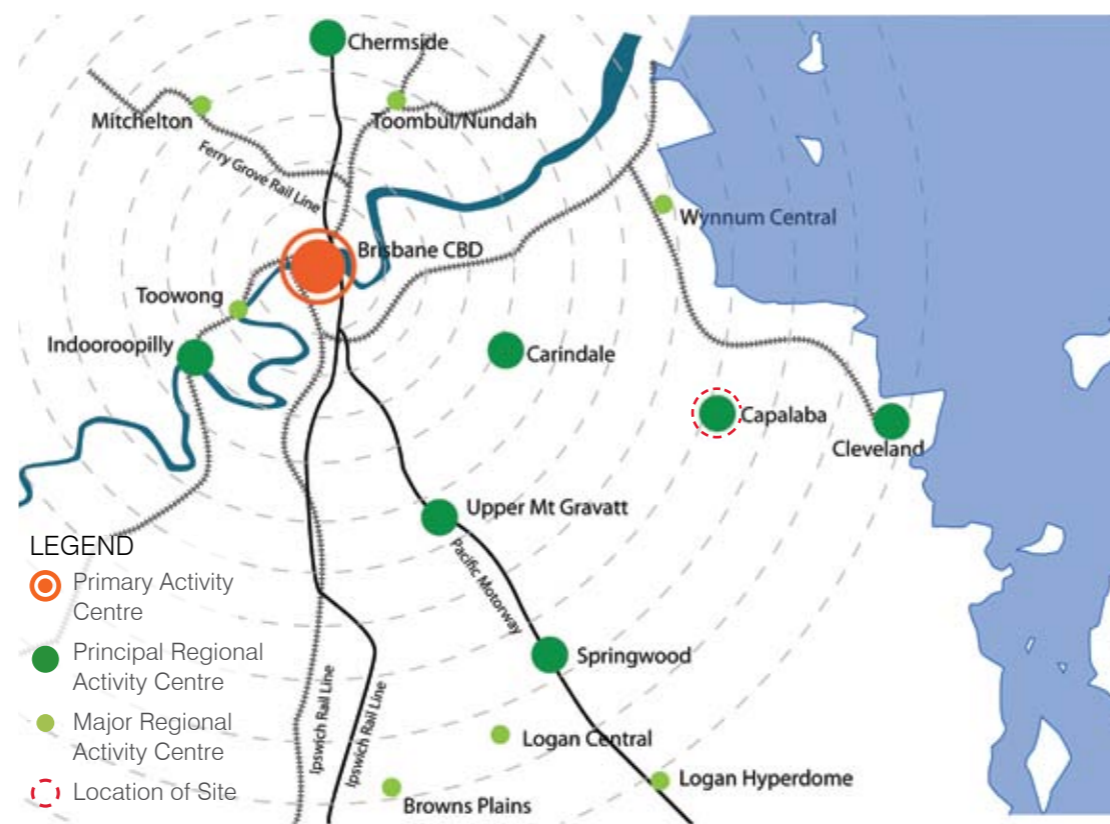 Chermside
Mitchelton
Toombul/Nundah
Ferry Grove Rail Line
Wynnum Central
Brisbane CBD
Toowong
Indooroopilly
Carindale
Capalaba
Cleveland
Upper Mt Gravatt
Pacific Motorway
Springwood
Ipswich Rail Line
Ipswich Rail Line
Logan Central
Logan Hyperdome
Browns Plains
LEGEND
Primary Activity
Centre
Principal Regional
Activity Centre
Major Regional
Activity Centre
Location of Site